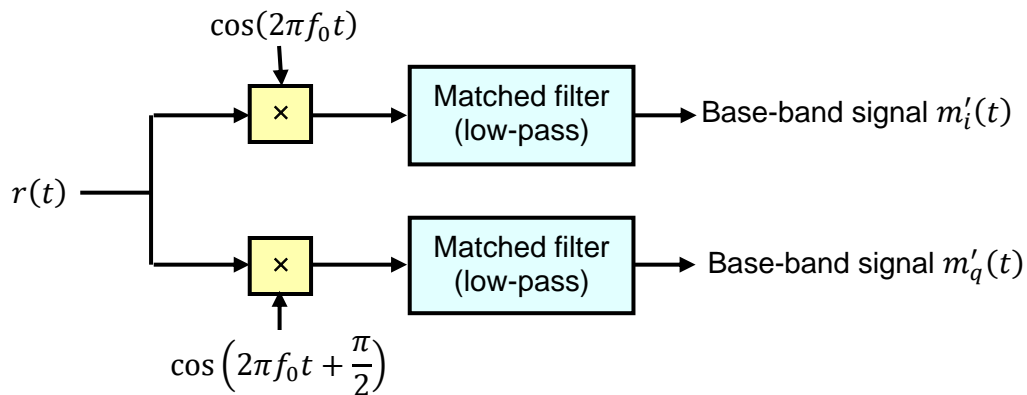 cos(2πf₀t)
×
Matched filter
(low-pass)
Base-band signal m′ᵢ(t)
r(t)
×
Matched filter
(low-pass)
Base-band signal m′_q(t)
cos(2πf₀t + π/2)